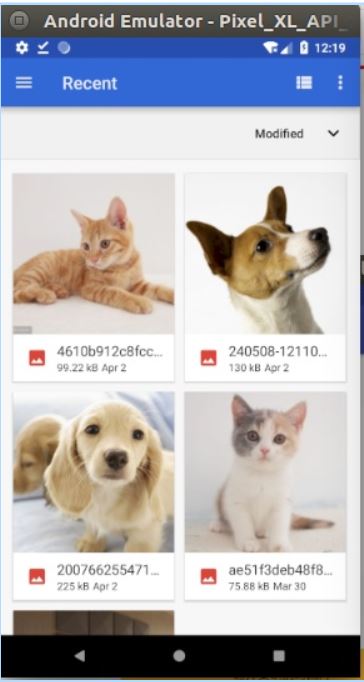 Android Emulator - Pixel_XL_API_
12:19
Recent
Modified
4610b912c8fcc...
99.22 kB Apr 2
240508-12110...
130 kB Apr 2
200766255471...
225 kB Apr 2
ae51f3deb48f8...
75.88 kB Mar 30